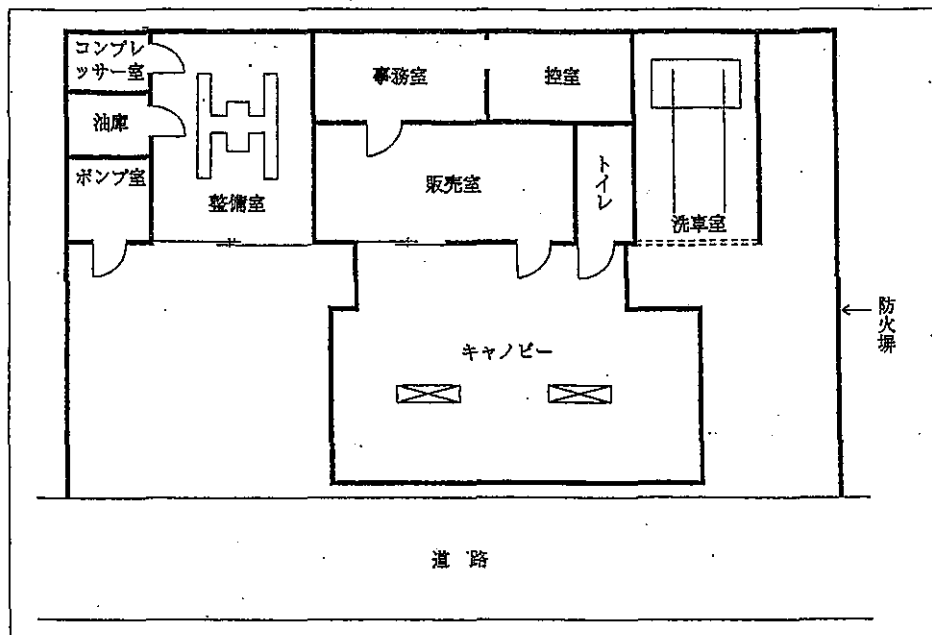 コンプレ
ッサー室
油庫
ポンプ室
整備室
事務室
控室
販売室
トイレ
洗車室
防火塀
キャノピー
道路